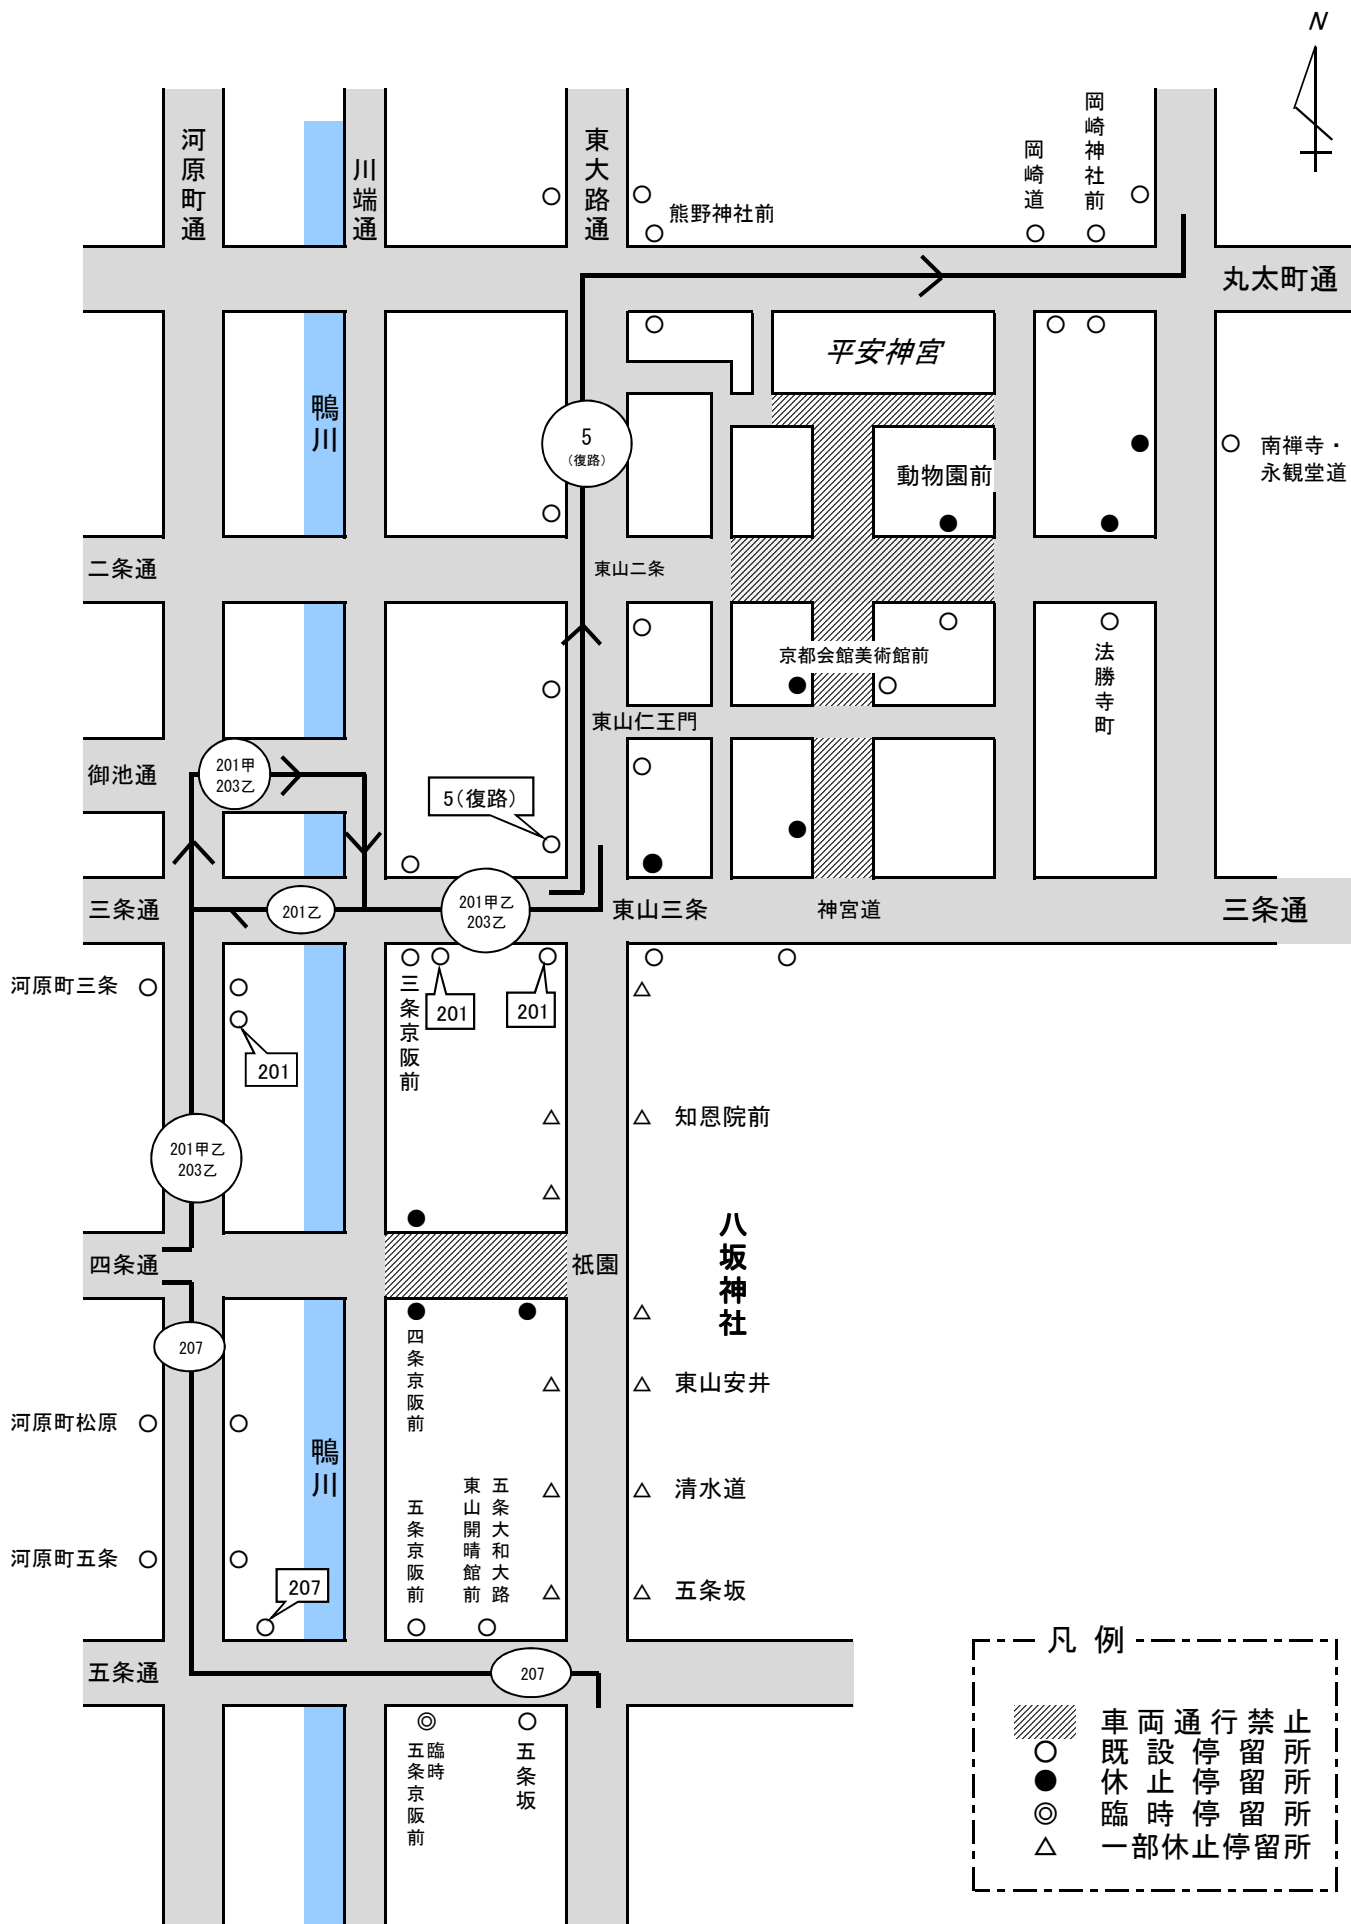 N
河原町通
川端通
東大路通
岡崎道
岡崎神社前
熊野神社前
丸太町通
平安神宮
鴨川
5
(復路)
動物園前
南禅寺・
永観堂道
二条通
東山二条
京都会館美術館前
法勝寺町
東山仁王門
御池通
201甲
203乙
5(復路)
三条通
201乙
201甲乙
203乙
東山三条
神宮道
三条通
河原町三条
三条京阪前
201
201
201
知恩院前
201甲乙
203乙
八坂神社
四条通
祇園
207
四条京阪前
東山安井
河原町松原
鴨川
清水道
五条京阪前
東山開晴館前
五条大和大路
河原町五条
207
五条坂
五条通
207
臨時
五条京阪前
五条坂
凡例
車両通行禁止
既設停留所
休止停留所
臨時停留所
一部休止停留所